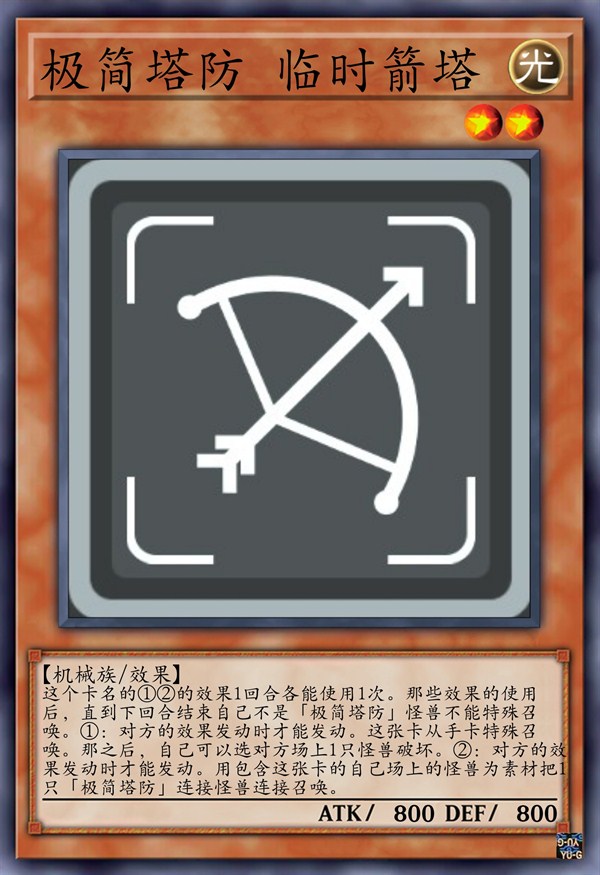 极简塔防 临时箭塔
光
【机械族/效果】
这个卡名的①②的效果1回合各能使用1次。那些效果的使用
后，直到下回合结束自己不是「极简塔防」怪兽不能特殊召
唤。①：对方的效果发动时才能发动。这张卡从手卡特殊召
唤。那之后，自己可以选对方场上1只怪兽破坏。②：对方的效
果发动时才能发动。用包含这张卡的自己场上的怪兽为素材把1
只「极简塔防」连接怪兽连接召唤。
ATK/ 800 DEF/ 800
YU-G